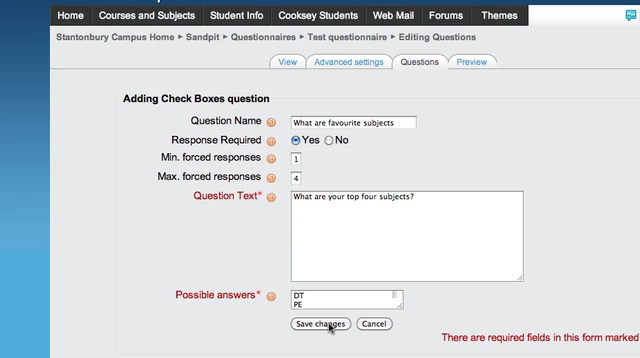 Home Courses and Subjects Student Info Cooksey Students Web Mail Forums Themes
Stantonbury Campus Home ► Sandpit ► Questionnaires ► Test questionnaire ► Editing Questions
View Advanced settings Questions Preview
Adding Check Boxes question
Question Name What are favourite subjects
Response Required Yes No
Min. forced responses 1
Max. forced responses 4
Question Text* What are your top four subjects?
Possible answers* DT
PE
Save changes Cancel
There are required fields in this form marked